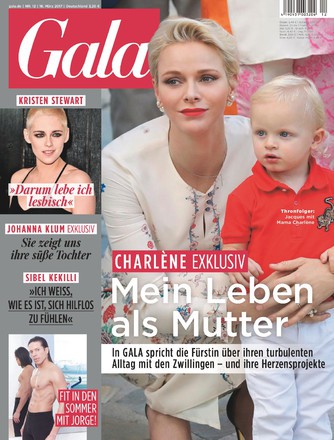 gala.de | NR. 12 | 16. März 2017 | Deutschland 3,20 €
Gala
KRISTEN STEWART
»Darum lebe ich
lesbisch«
JOHANNA KLUM EXKLUSIV
Sie zeigt uns
ihre süße Tochter
SIBEL KEKILLI
»ICH WEISS,
WIE ES IST, SICH HILFLOS
ZU FÜHLEN«
FIT IN DEN
SOMMER
MIT JORGE!
Thronfolger:
Jacques mit
Mama Charlène
CHARLÈNE EXKLUSIV
Mein Leben
als Mutter
In GALA spricht die Fürstin über ihren turbulenten
Alltag mit den Zwillingen – und ihre Herzensprojekte